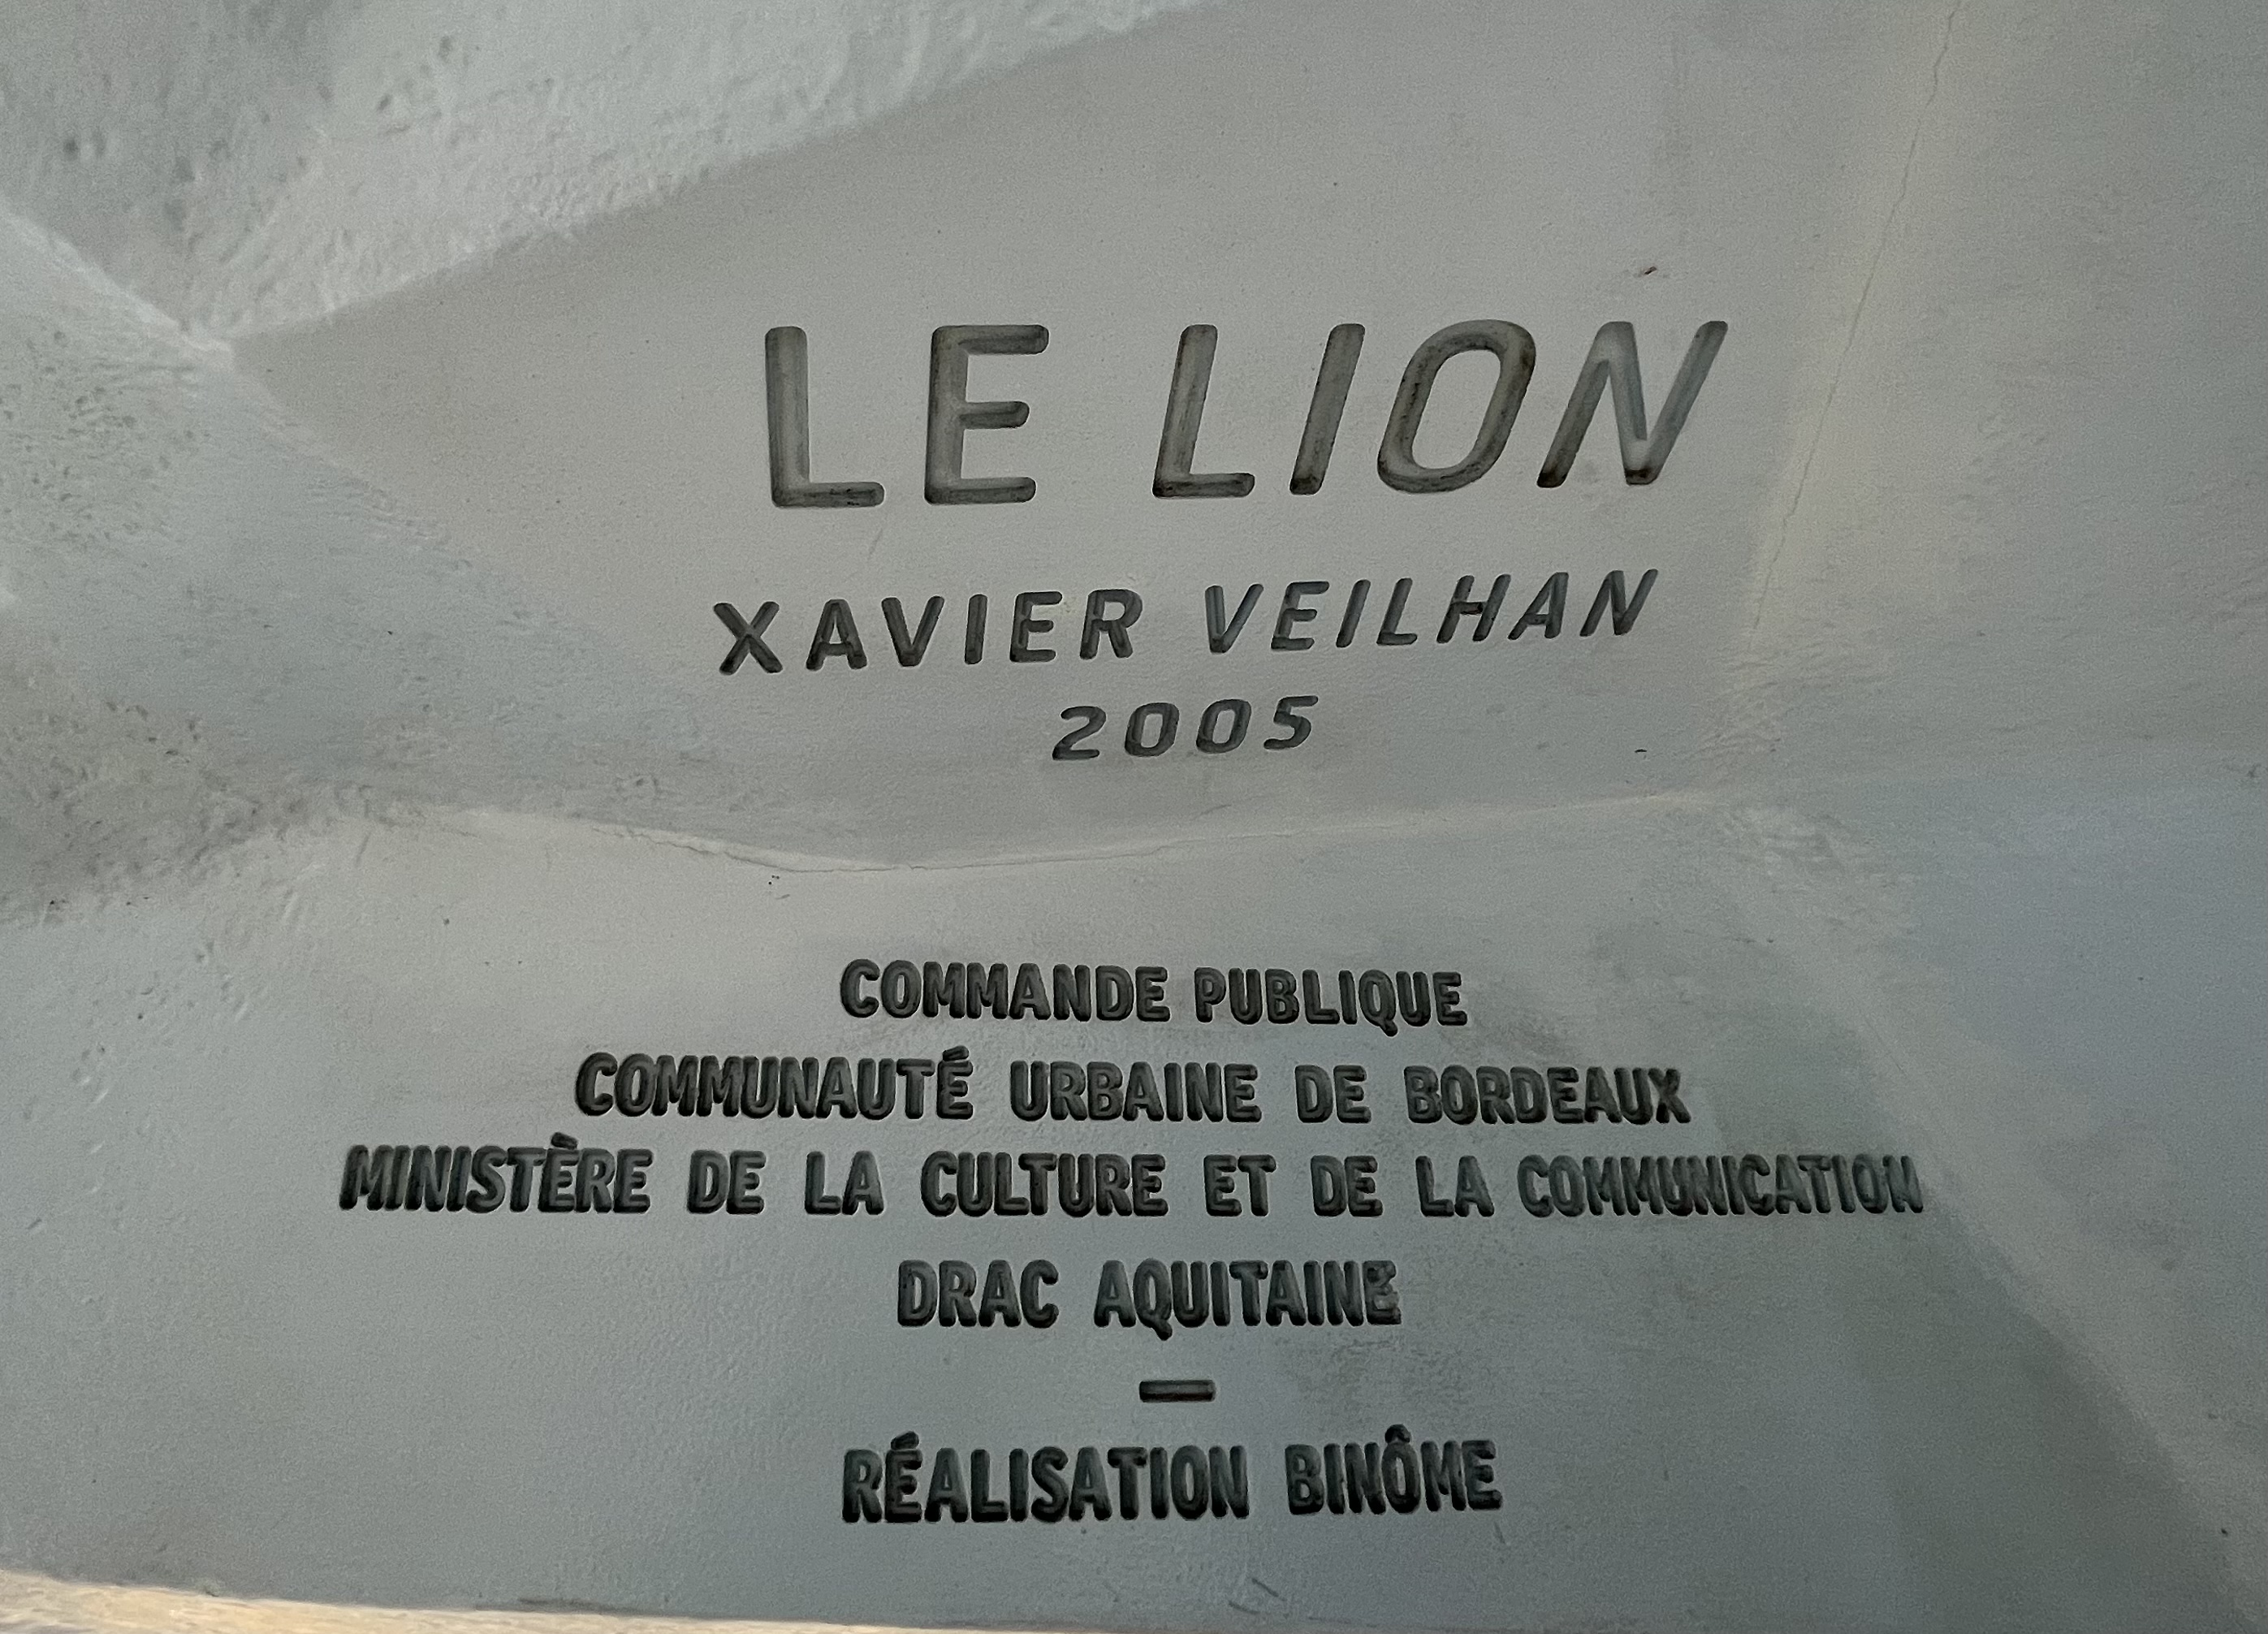 LE LION
XAVIER VEILHAN
2005
COMMANDE PUBLIQUE
COMMUNAUTÉ URBAINE DE BORDEAUX
MINISTÈRE DE LA CULTURE ET DE LA COMMUNICATION
DRAC AQUITAINE
—
RÉALISATION BINÔME